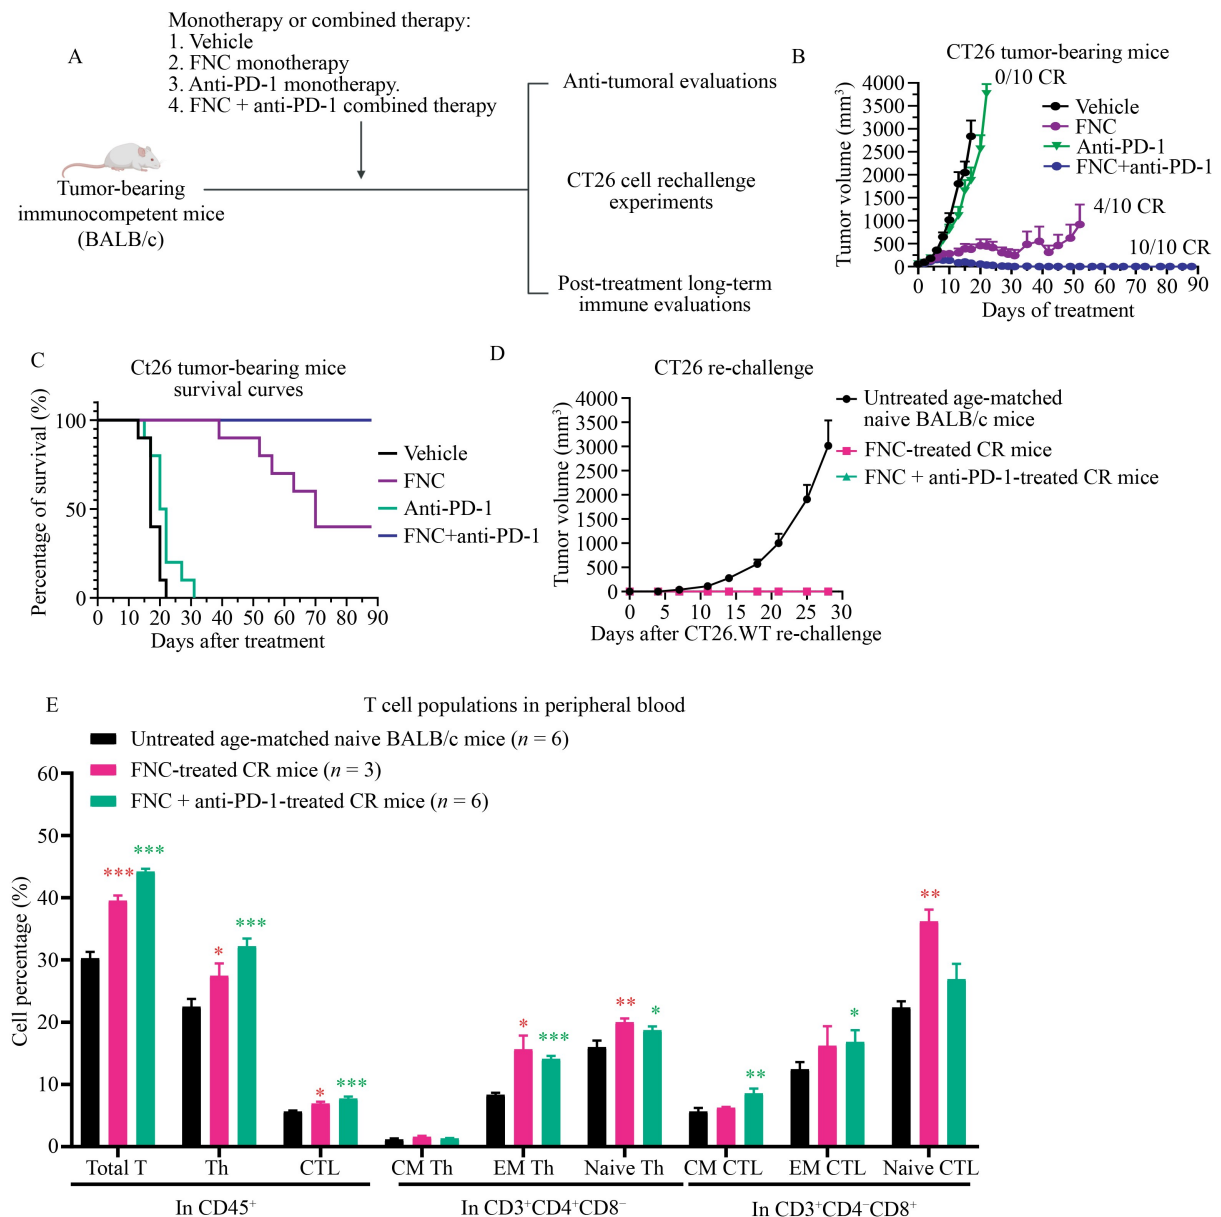 A
Monotherapy or combined therapy:
1. Vehicle
2. FNC monotherapy
3. Anti-PD-1 monotherapy.
4. FNC + anti-PD-1 combined therapy
Tumor-bearing
immunocompetent mice
(BALB/c)
Anti-tumoral evaluations
CT26 cell rechallenge
experiments
Post-treatment long-term
immune evaluations
B
CT26 tumor-bearing mice
0/10 CR
Vehicle
FNC
Anti-PD-1
FNC+anti-PD-1
4/10 CR
10/10 CR
Tumor volume (mm³)
4000
3500
3000
2500
2000
1500
1000
500
0
0 10 20 30 40 50 60 70 80 90
Days of treatment
C
Ct26 tumor-bearing mice
survival curves
Percentage of survival (%)
100
50
0
0 10 20 30 40 50 60 70 80 90
Days after treatment
Vehicle
FNC
Anti-PD-1
FNC+anti-PD-1
D
CT26 re-challenge
Tumor volume (mm³)
4000
3500
3000
2500
2000
1500
1000
500
0
0 5 10 15 20 25 30
Days after CT26.WT re-challenge
Untreated age-matched
naive BALB/c mice
FNC-treated CR mice
FNC + anti-PD-1-treated CR mice
E
T cell populations in peripheral blood
Untreated age-matched naive BALB/c mice (n = 6)
FNC-treated CR mice (n = 3)
FNC + anti-PD-1-treated CR mice (n = 6)
Cell percentage (%)
60
50
40
30
20
10
0
*** ***
* ***
* ***
* ***
** *
**
*
**
Total T Th CTL CM Th EM Th Naive Th CM CTL EM CTL Naive CTL
In CD45⁺ In CD3⁺CD4⁺CD8⁻ In CD3⁺CD4⁻CD8⁺